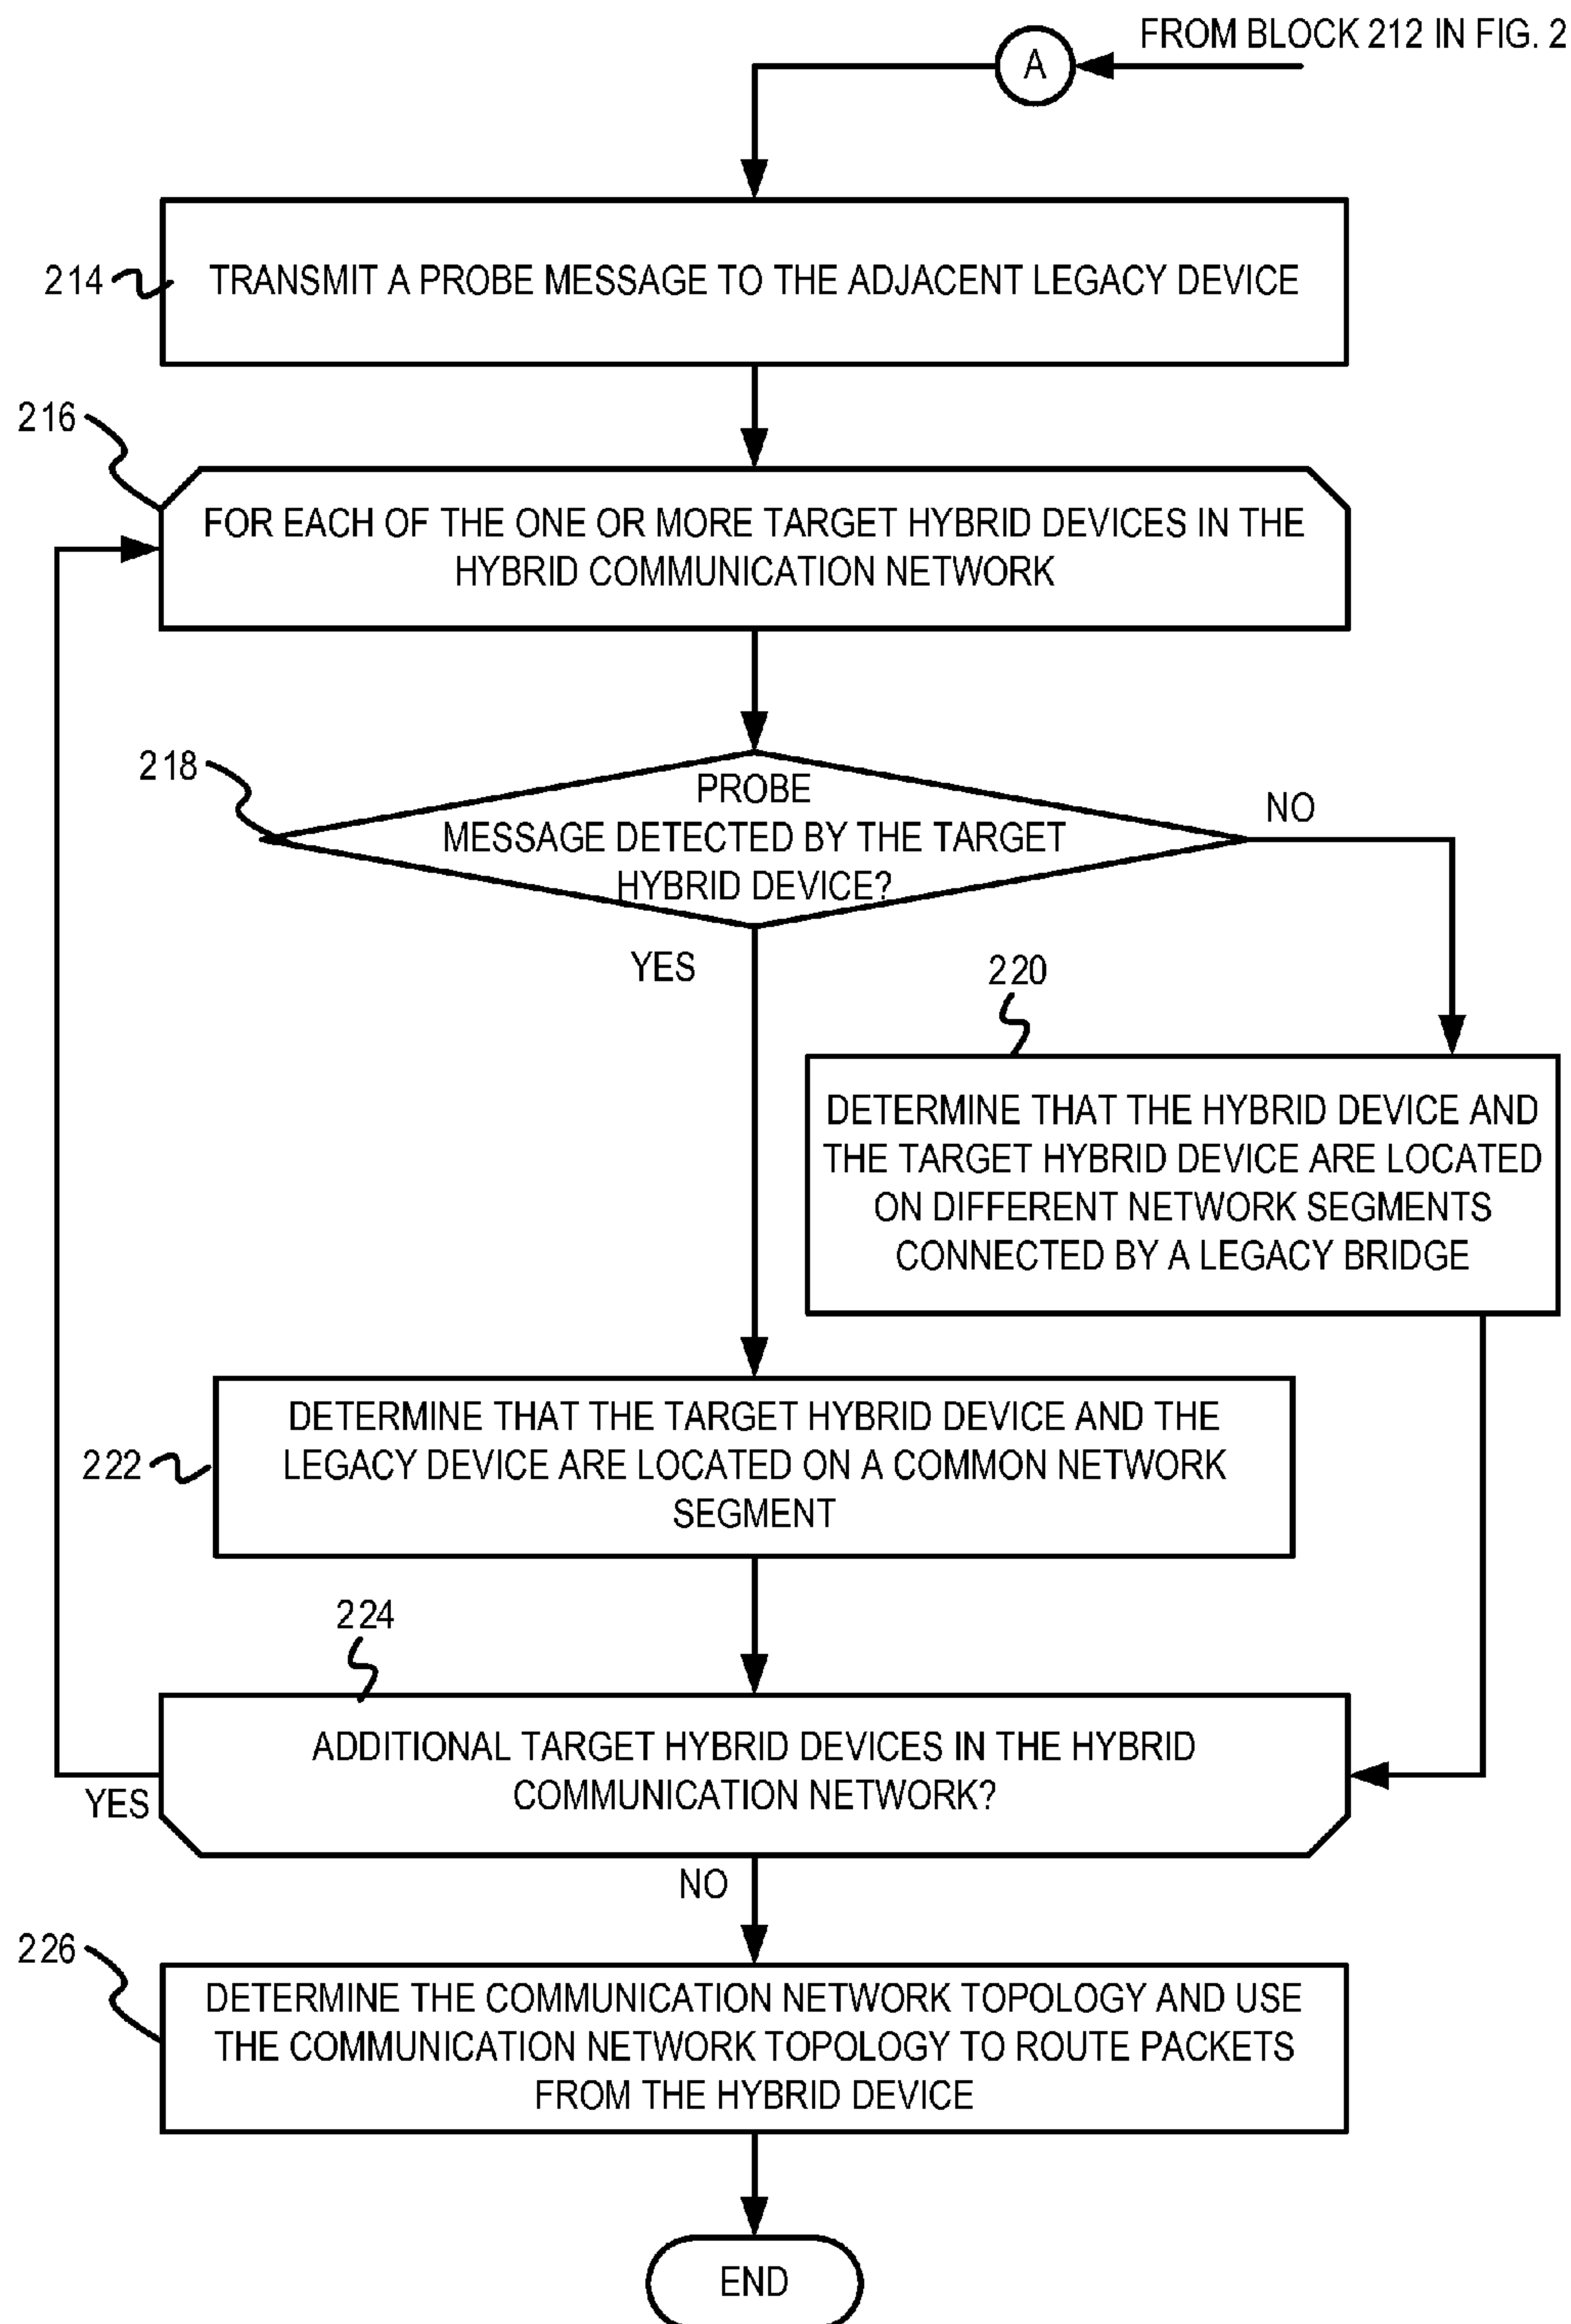 FROM BLOCK 212 IN FIG. 2
A
214
TRANSMIT A PROBE MESSAGE TO THE ADJACENT LEGACY DEVICE
216
FOR EACH OF THE ONE OR MORE TARGET HYBRID DEVICES IN THE
HYBRID COMMUNICATION NETWORK
218
PROBE
MESSAGE DETECTED BY THE TARGET
HYBRID DEVICE?
NO
YES
220
DETERMINE THAT THE HYBRID DEVICE AND
THE TARGET HYBRID DEVICE ARE LOCATED
ON DIFFERENT NETWORK SEGMENTS
CONNECTED BY A LEGACY BRIDGE
222
DETERMINE THAT THE TARGET HYBRID DEVICE AND THE
LEGACY DEVICE ARE LOCATED ON A COMMON NETWORK
SEGMENT
224
ADDITIONAL TARGET HYBRID DEVICES IN THE HYBRID
COMMUNICATION NETWORK?
YES
NO
226
DETERMINE THE COMMUNICATION NETWORK TOPOLOGY AND USE
THE COMMUNICATION NETWORK TOPOLOGY TO ROUTE PACKETS
FROM THE HYBRID DEVICE
END